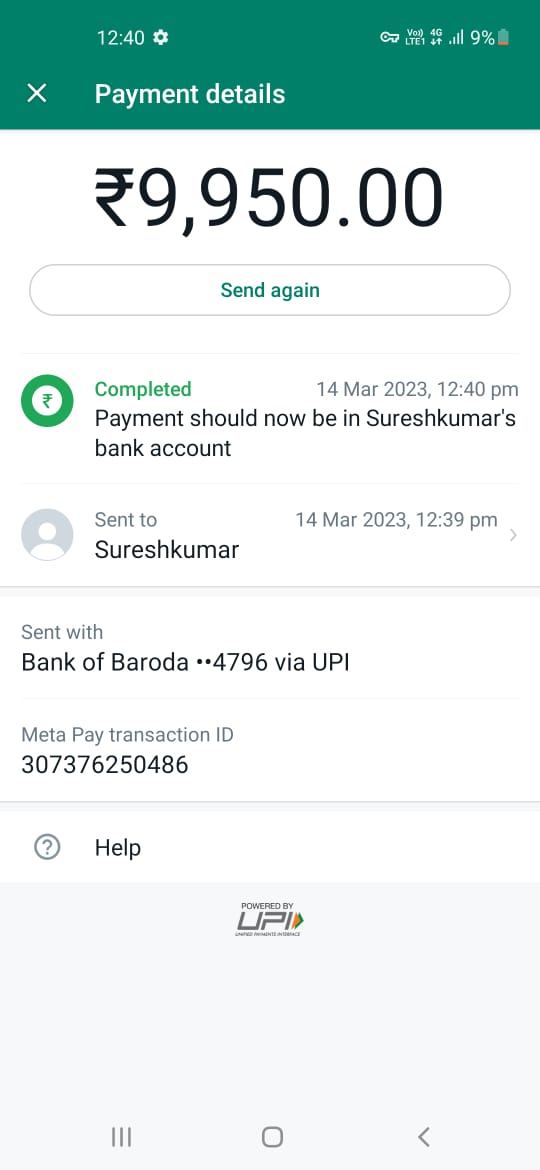 12:40
Vo)) 4G
LTE1 9%
Payment details
₹9,950.00
Send again
Completed 14 Mar 2023, 12:40 pm
Payment should now be in Sureshkumar's
bank account
Sent to 14 Mar 2023, 12:39 pm
Sureshkumar
Sent with
Bank of Baroda ••4796 via UPI
Meta Pay transaction ID
307376250486
Help
POWERED BY
UPI
UNIFIED PAYMENTS INTERFACE